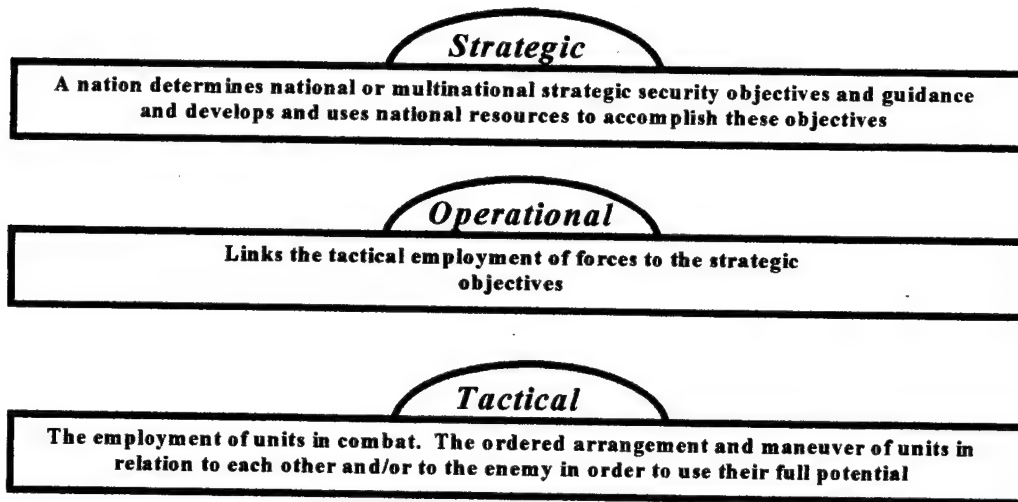 Strategic
A nation determines national or multinational strategic security objectives and guidance
and develops and uses national resources to accomplish these objectives
Operational
Links the tactical employment of forces to the strategic
objectives
Tactical
The employment of units in combat. The ordered arrangement and maneuver of units in
relation to each other and/or to the enemy in order to use their full potential